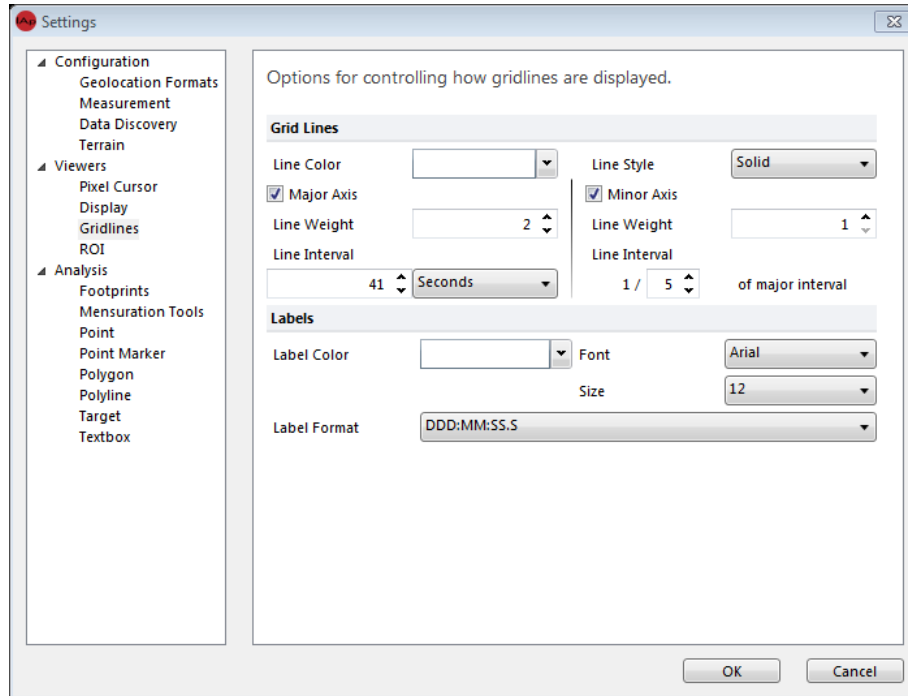 IAp Settings
Configuration
Geolocation Formats
Measurement
Data Discovery
Terrain
Viewers
Pixel Cursor
Display
Gridlines
ROI
Analysis
Footprints
Mensuration Tools
Point
Point Marker
Polygon
Polyline
Target
Textbox
Options for controlling how gridlines are displayed.
Grid Lines
Line Color
Line Style Solid
Major Axis
Minor Axis
Line Weight 2
Line Weight 1
Line Interval
Line Interval
41 Seconds
1 / 5 of major interval
Labels
Label Color
Font Arial
Size 12
Label Format DDD:MM:SS.S
OK Cancel